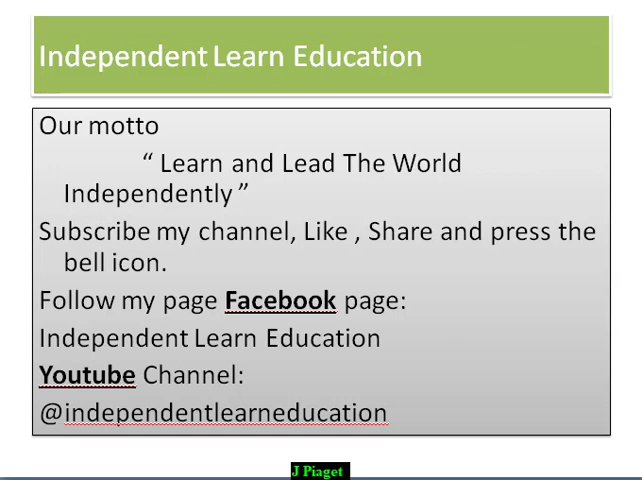 Independent Learn Education
Our motto
“ Learn and Lead The World
Independently ”
Subscribe my channel, Like , Share and press the
bell icon.
Follow my page Facebook page:
Independent Learn Education
Youtube Channel:
@independentlearneducation
J Piaget